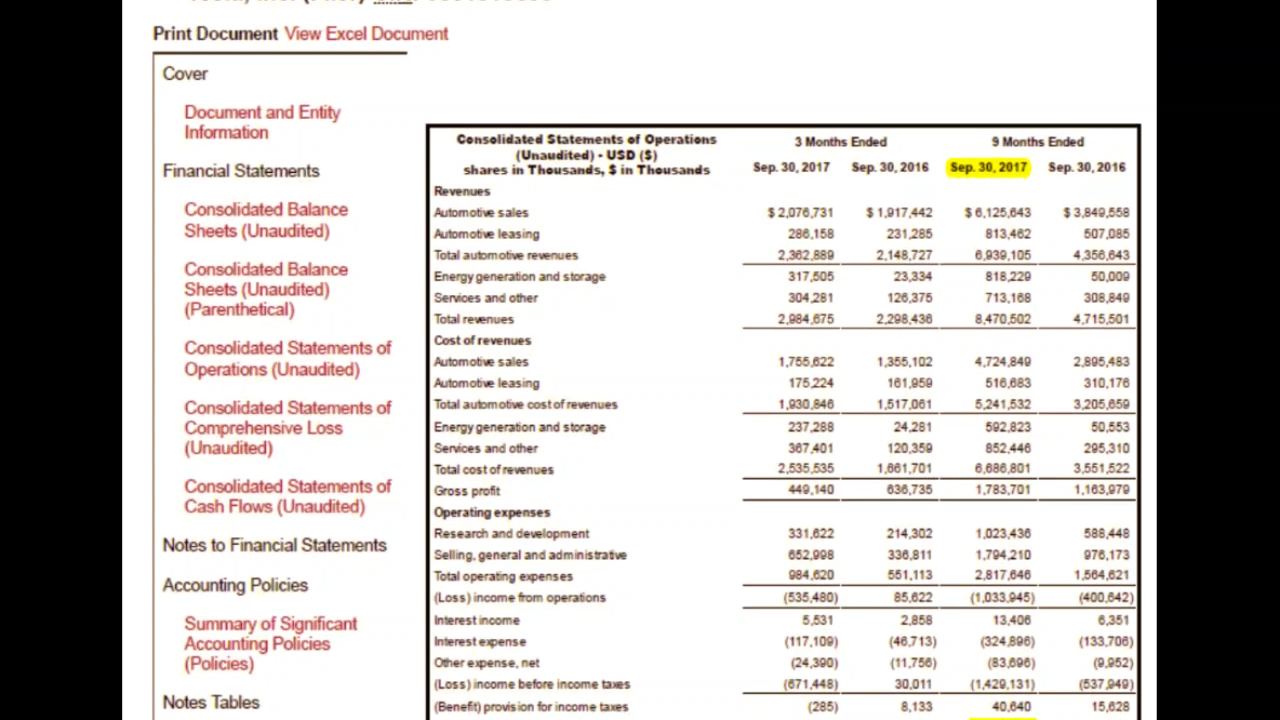 Print Document View Excel Document
Cover
Document and Entity
Information
Financial Statements
Consolidated Balance
Sheets (Unaudited)
Consolidated Balance
Sheets (Unaudited)
(Parenthetical)
Consolidated Statements of
Operations (Unaudited)
Consolidated Statements of
Comprehensive Loss
(Unaudited)
Consolidated Statements of
Cash Flows (Unaudited)
Notes to Financial Statements
Accounting Policies
Summary of Significant
Accounting Policies
(Policies)
Notes Tables
Consolidated Statements of Operations
(Unaudited) - USD ($)
shares in Thousands, $ in Thousands
3 Months Ended 9 Months Ended
Sep. 30, 2017 Sep. 30, 2016 Sep. 30, 2017 Sep. 30, 2016
Revenues
Automotive sales $ 2,076,731 $ 1,917,442 $ 6,125,643 $ 3,849,558
Automotive leasing 286,158 231,285 813,462 507,085
Total automotive revenues 2,362,889 2,148,727 6,939,105 4,356,643
Energy generation and storage 317,505 23,334 818,229 50,009
Services and other 304,281 126,375 713,168 308,849
Total revenues 2,984,675 2,298,436 8,470,502 4,715,501
Cost of revenues
Automotive sales 1,755,622 1,355,102 4,724,849 2,895,483
Automotive leasing 175,224 161,959 516,683 310,176
Total automotive cost of revenues 1,930,846 1,517,061 5,241,532 3,205,659
Energy generation and storage 237,288 24,281 592,823 50,553
Services and other 367,401 120,359 852,446 295,310
Total cost of revenues 2,535,535 1,661,701 6,686,801 3,551,522
Gross profit 449,140 636,735 1,783,701 1,163,979
Operating expenses
Research and development 331,622 214,302 1,023,436 588,448
Selling, general and administrative 652,998 336,811 1,794,210 976,173
Total operating expenses 984,620 551,113 2,817,646 1,564,621
(Loss) income from operations (535,480) 85,622 (1,033,945) (400,642)
Interest income 5,531 2,858 13,406 6,351
Interest expense (117,109) (46,713) (324,896) (133,706)
Other expense, net (24,390) (11,756) (83,696) (9,952)
(Loss) income before income taxes (671,448) 30,011 (1,429,131) (537,949)
(Benefit) provision for income taxes (285) 8,133 40,640 15,628